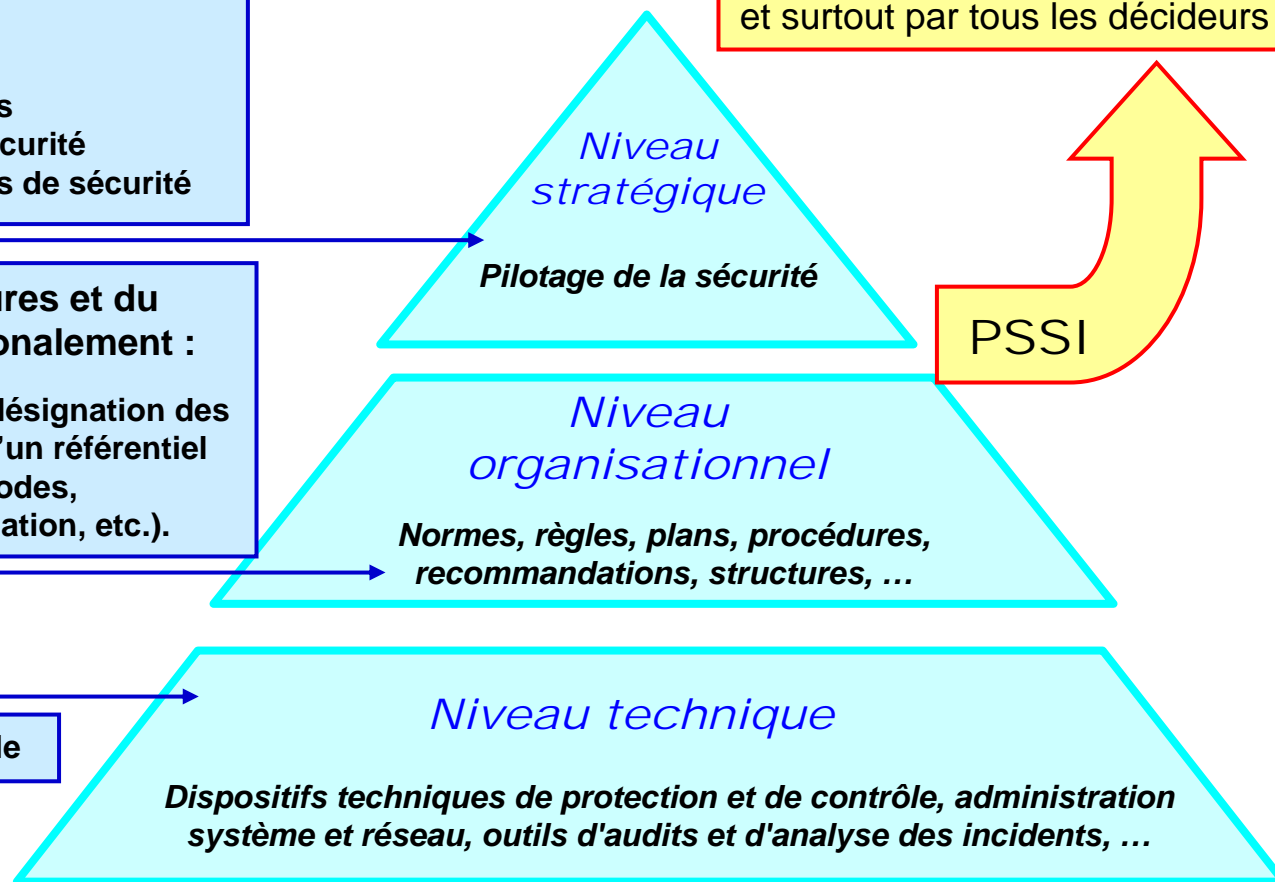 et surtout par tous les décideurs
s
curité
s de sécurité
Niveau
stratégique
Pilotage de la sécurité
PSSI
ures et du
onalement :
désignation des
'un référentiel
odes,
ation, etc.).
Niveau
organisationnel
Normes, règles, plans, procédures,
recommandations, structures, …
le
Niveau technique
Dispositifs techniques de protection et de contrôle, administration
système et réseau, outils d'audits et d'analyse des incidents, …